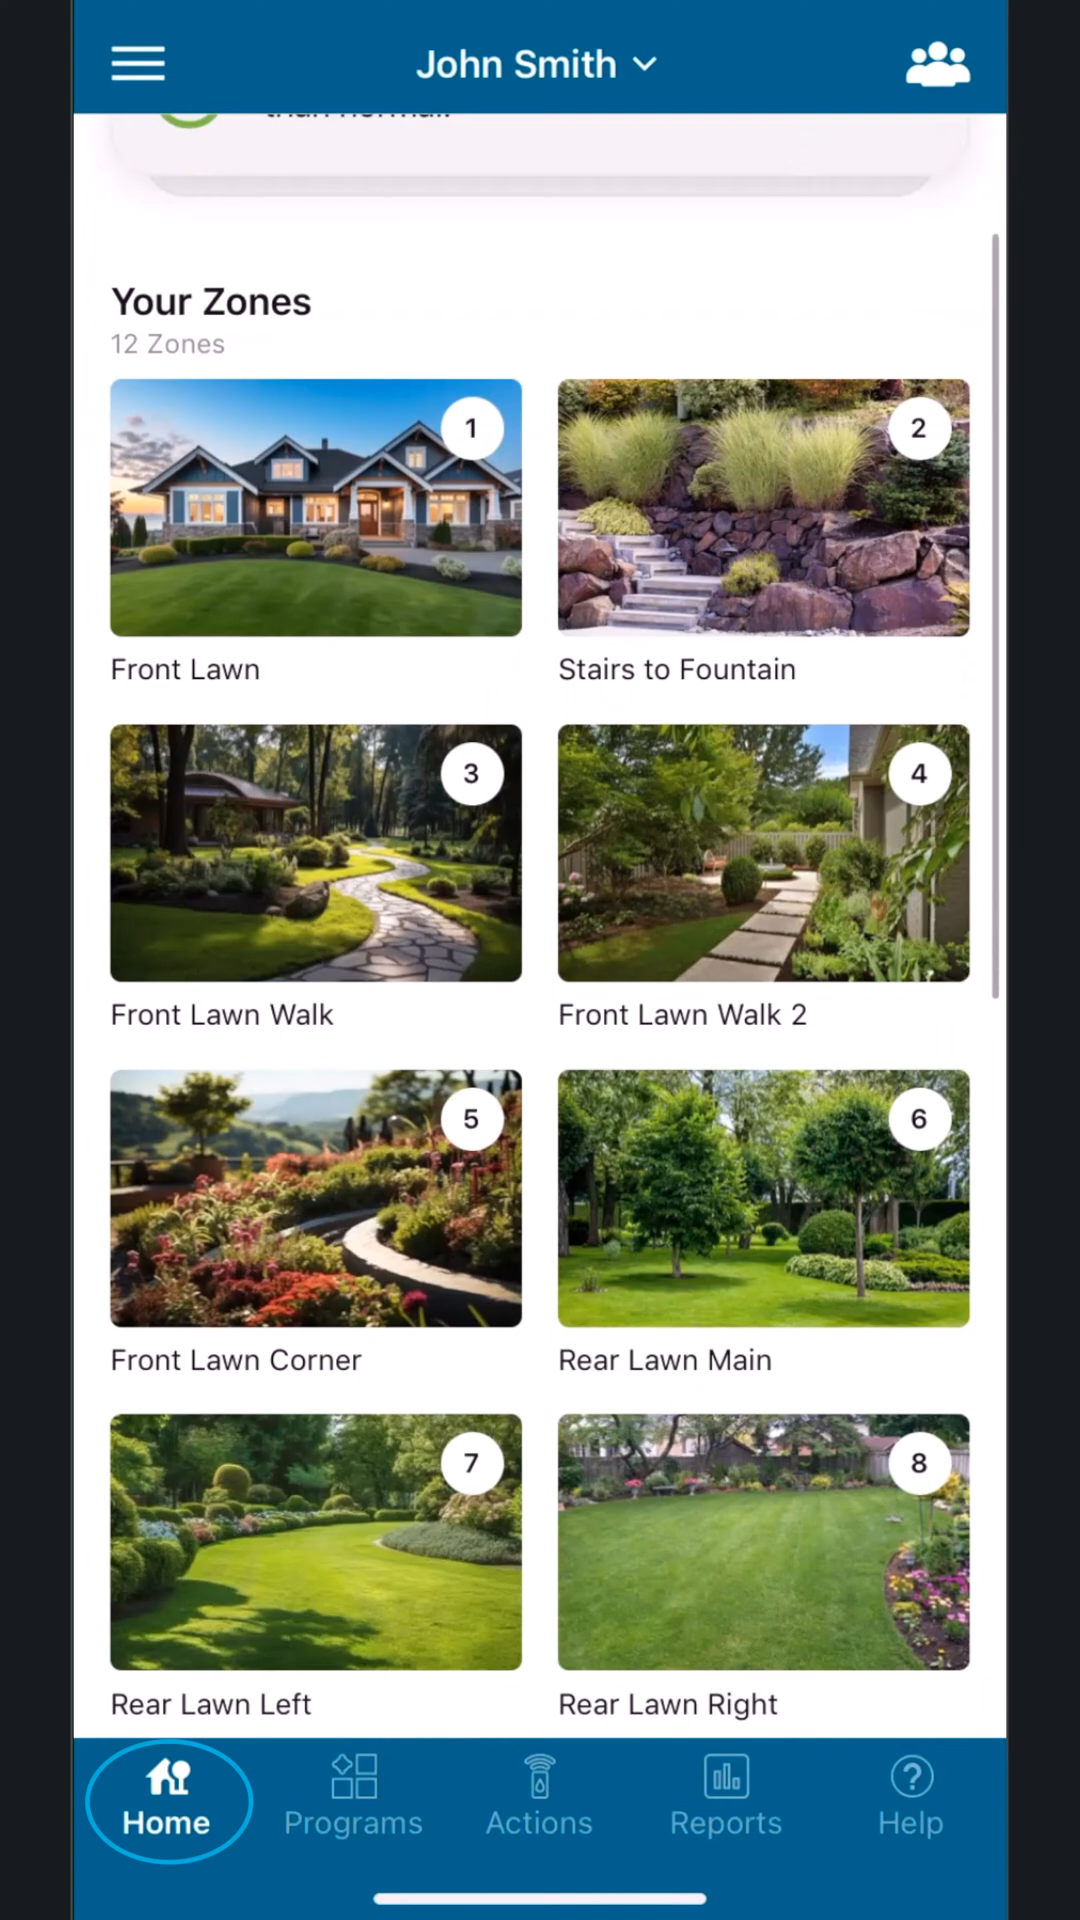 John Smith
than normal.
Your Zones
12 Zones
1
2
Front Lawn
Stairs to Fountain
3
4
Front Lawn Walk
Front Lawn Walk 2
5
6
Front Lawn Corner
Rear Lawn Main
7
8
Rear Lawn Left
Rear Lawn Right
Home
Programs
Actions
Reports
Help